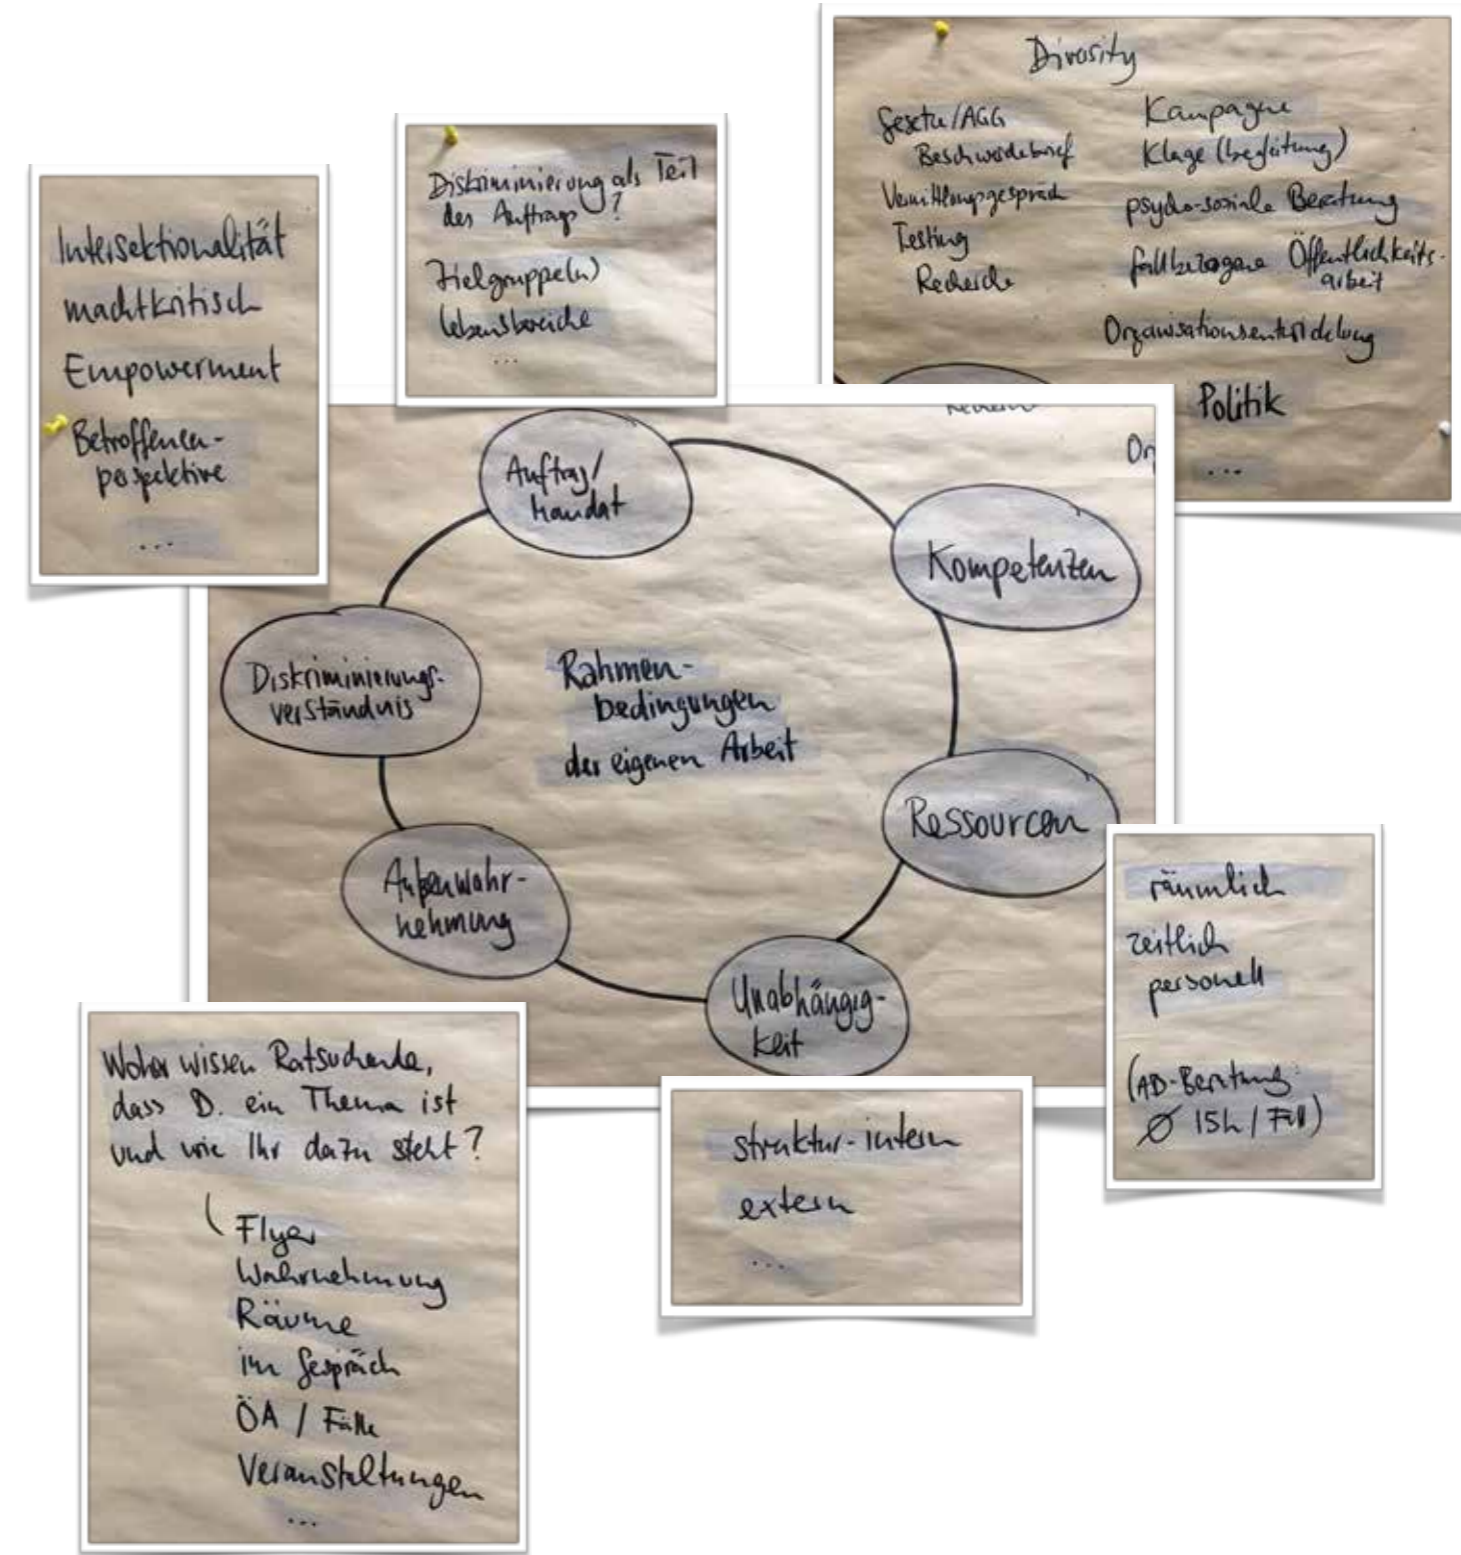 Diversity
Gesetze/AGG
Beschwerdebrief
Vermittlungsgespräch
Testing
Recherche
Kampagne
Klage (begleitung)
psycho-soziale Beratung
fallbezogene Öffentlichkeits-
arbeit
Organisationsentwicklung
Politik
...
Diskriminierung als Teil
des Auftrags?
Zielgruppe(n)
Lebensbereiche
...
Intersektionalität
machtkritisch
Empowerment
Betroffenen-
perspektive
...
Auftrag/
Mandat
Kompetenzen
Diskriminierungs-
verständnis
Rahmen-
bedingungen
der eigenen Arbeit
Ressourcen
Außenwahr-
nehmung
Unabhängig-
keit
räumlich
zeitlich
personell
(AD-Beratung:
Ø 15h / Fall)
Woher wissen Ratsuchende,
dass D. ein Thema ist
und wie Ihr dazu steht?
Flyer
Wahrnehmung
Räume
im Gespräch
ÖA / Fälle
Veranstaltungen
...
struktur-intern
extern
...